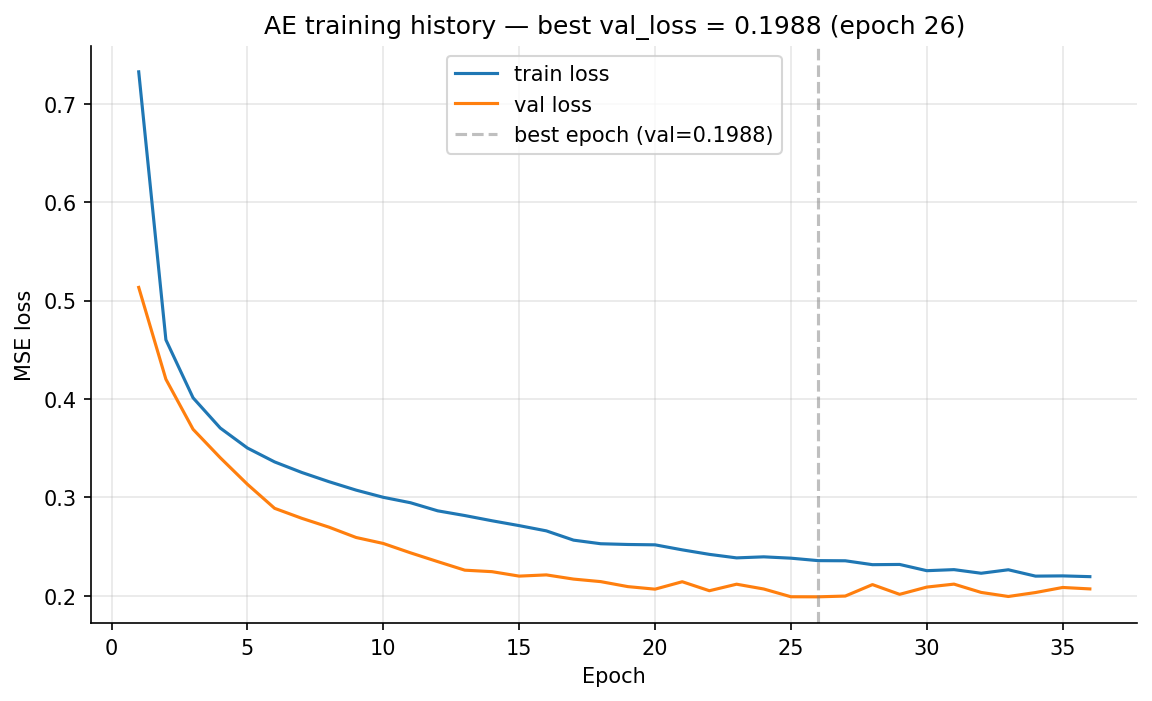 AE training history — best val_loss = 0.1988 (epoch 26)
train loss
val loss
best epoch (val=0.1988)
MSE loss
0.7
0.6
0.5
0.4
0.3
0.2
0 5 10 15 20 25 30 35
Epoch